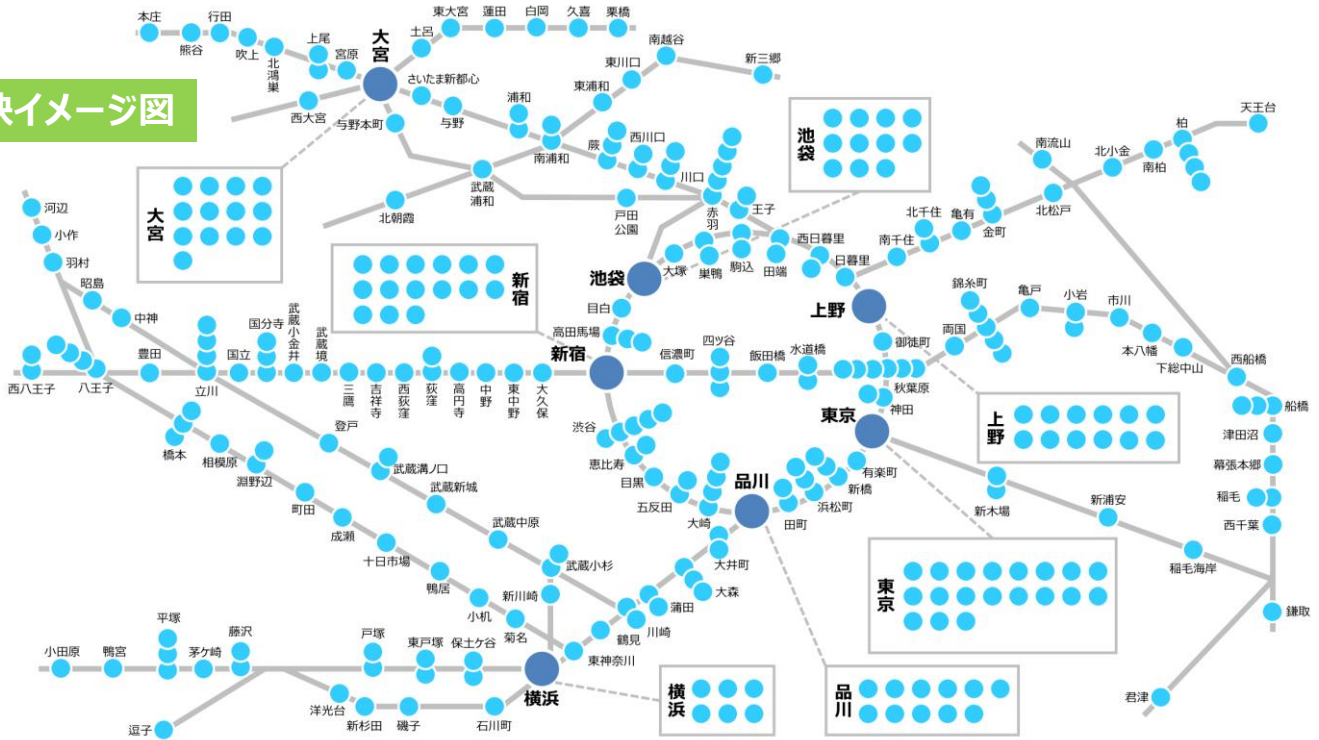 映イメージ図
本庄
熊谷
行田
吹上
北鴻巣
上尾
宮原
大宮
土呂
東大宮
蓮田
白岡
久喜
栗橋
さいたま新都心
与野
西大宮
与野本町
浦和
南浦和
東浦和
東川口
南越谷
新三郷
武蔵浦和
北朝霞
戸田公園
蕨
西川口
川口
赤羽
王子
大宮
池袋
新宿
河辺
小作
羽村
昭島
中神
西八王子
八王子
豊田
立川
国立
国分寺
武蔵小金井
武蔵境
三鷹
吉祥寺
西荻窪
荻窪
高円寺
中野
東中野
大久保
新宿
池袋
目白
高田馬場
大塚
巣鴨
駒込
田端
西日暮里
日暮里
上野
御徒町
秋葉原
神田
東京
信濃町
四ツ谷
飯田橋
水道橋
両国
錦糸町
亀戸
小岩
市川
本八幡
下総中山
西船橋
船橋
津田沼
幕張本郷
稲毛
西千葉
鎌取
君津
南千住
北千住
亀有
金町
北松戸
北小金
南流山
南柏
柏
天王台
渋谷
恵比寿
目黒
五反田
大崎
品川
田町
浜松町
新橋
有楽町
新木場
新浦安
稲毛海岸
上野
東京
品川
横浜
大井町
大森
蒲田
川崎
鶴見
東神奈川
横浜
橋本
相模原
淵野辺
町田
成瀬
十日市場
鴨居
小机
菊名
登戸
武蔵溝ノ口
武蔵新城
武蔵中原
武蔵小杉
新川崎
小田原
鴨宮
平塚
茅ケ崎
藤沢
戸塚
東戸塚
保土ケ谷
逗子
洋光台
新杉田
磯子
石川町